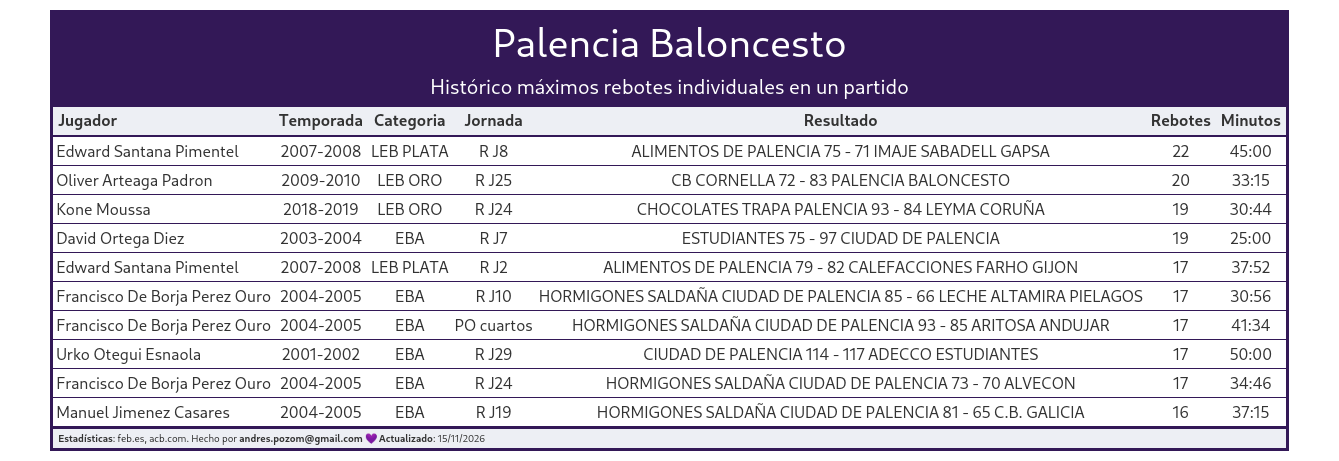 Palencia Baloncesto
Histórico máximos rebotes individuales en un partido
Jugador Temporada Categoria Jornada Resultado Rebotes Minutos
Edward Santana Pimentel 2007-2008 LEB PLATA R J8 ALIMENTOS DE PALENCIA 75 - 71 IMAJE SABADELL GAPSA 22 45:00
Oliver Arteaga Padron 2009-2010 LEB ORO R J25 CB CORNELLA 72 - 83 PALENCIA BALONCESTO 20 33:15
Kone Moussa 2018-2019 LEB ORO R J24 CHOCOLATES TRAPA PALENCIA 93 - 84 LEYMA CORUÑA 19 30:44
David Ortega Diez 2003-2004 EBA R J7 ESTUDIANTES 75 - 97 CIUDAD DE PALENCIA 19 25:00
Edward Santana Pimentel 2007-2008 LEB PLATA R J2 ALIMENTOS DE PALENCIA 79 - 82 CALEFACCIONES FARHO GIJON 17 37:52
Francisco De Borja Perez Ouro 2004-2005 EBA R J10 HORMIGONES SALDAÑA CIUDAD DE PALENCIA 85 - 66 LECHE ALTAMIRA PIELAGOS 17 30:56
Francisco De Borja Perez Ouro 2004-2005 EBA PO cuartos HORMIGONES SALDAÑA CIUDAD DE PALENCIA 93 - 85 ARITOSA ANDUJAR 17 41:34
Urko Otegui Esnaola 2001-2002 EBA R J29 CIUDAD DE PALENCIA 114 - 117 ADECCO ESTUDIANTES 17 50:00
Francisco De Borja Perez Ouro 2004-2005 EBA R J24 HORMIGONES SALDAÑA CIUDAD DE PALENCIA 73 - 70 ALVECON 17 34:46
Manuel Jimenez Casares 2004-2005 EBA R J19 HORMIGONES SALDAÑA CIUDAD DE PALENCIA 81 - 65 C.B. GALICIA 16 37:15
Estadísticas: feb.es, acb.com. Hecho por andres.pozom@gmail.com 💜 Actualizado: 15/11/2026